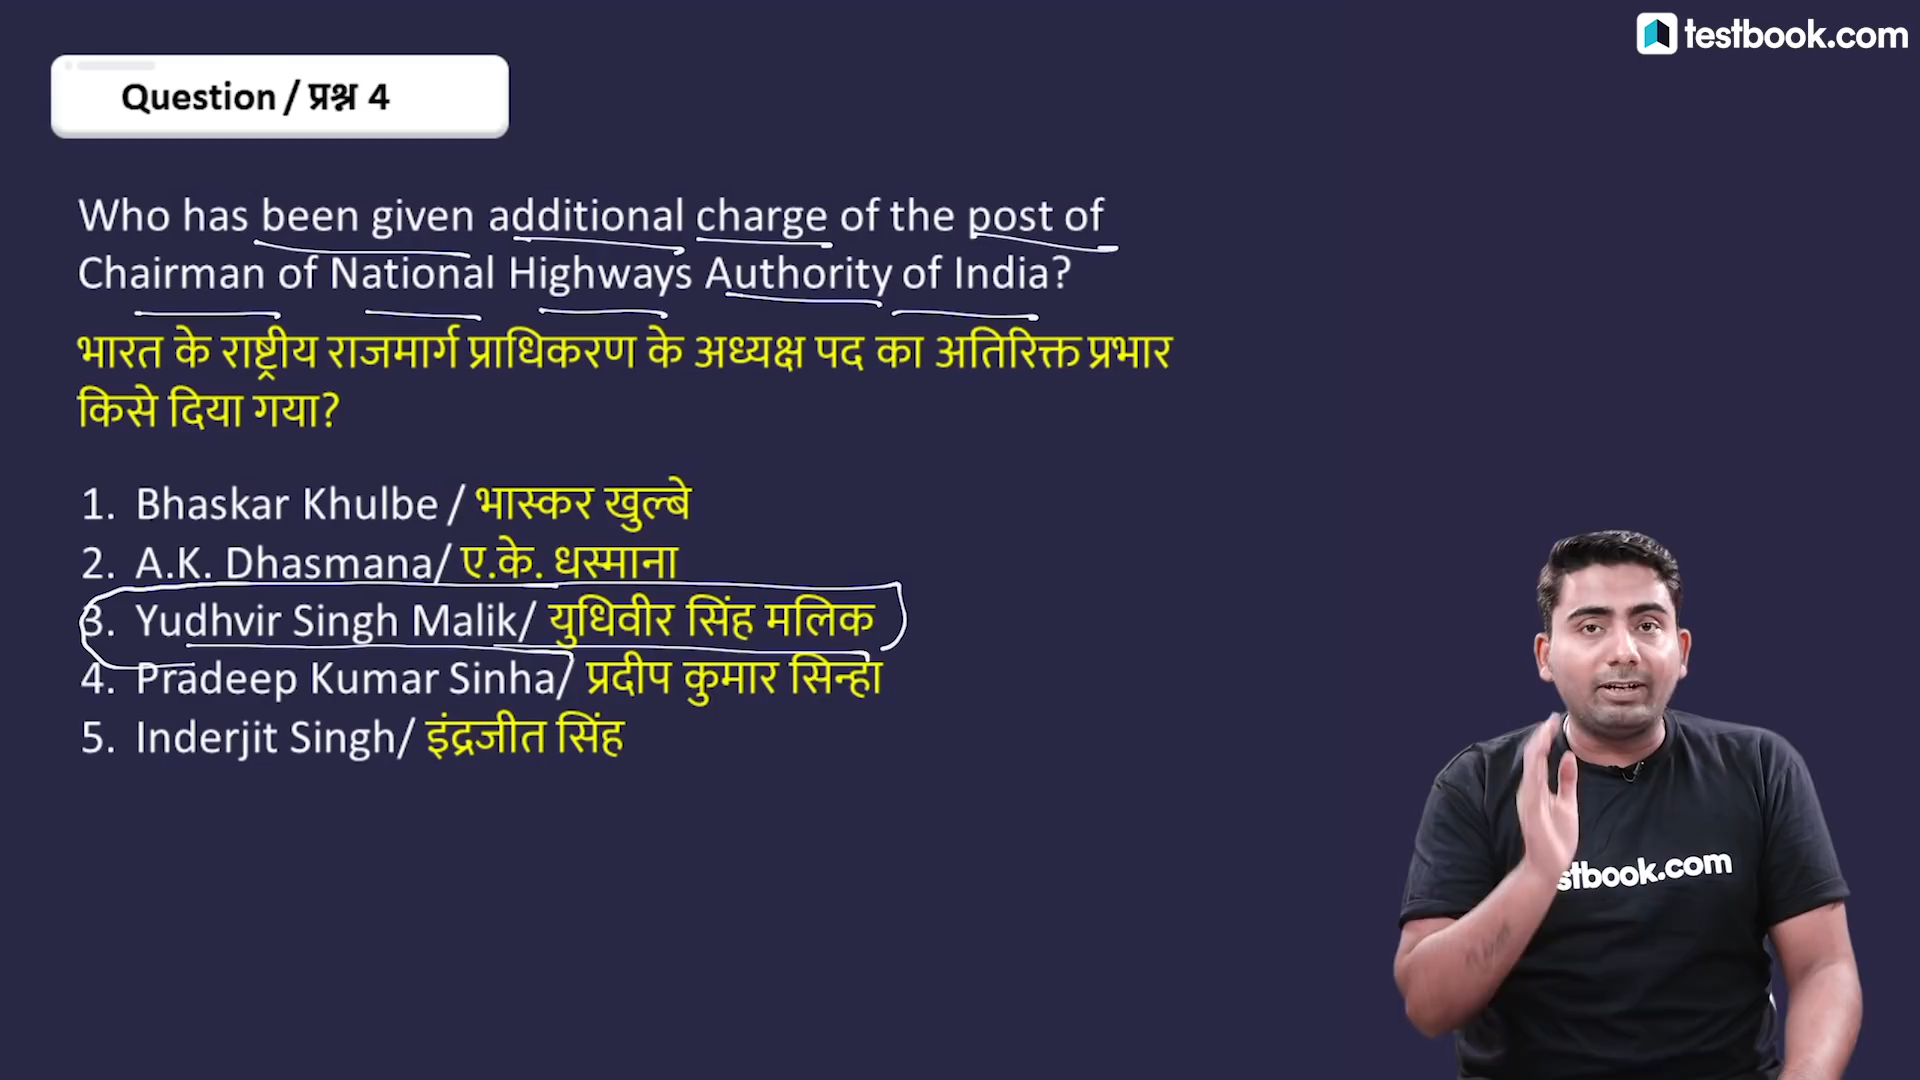 testbook.com
Question / प्रश्न 4
Who has been given additional charge of the post of
Chairman of National Highways Authority of India?
भारत के राष्ट्रीय राजमार्ग प्राधिकरण के अध्यक्ष पद का अतिरिक्त प्रभार
किसे दिया गया?
1. Bhaskar Khulbe / भास्कर खुल्बे
2. A.K. Dhasmana/ ए.के. धस्माना
3. Yudhvir Singh Malik/ युधिवीर सिंह मलिक
4. Pradeep Kumar Sinha/ प्रदीप कुमार सिन्हा
5. Inderjit Singh/ इंद्रजीत सिंह
stbook.com